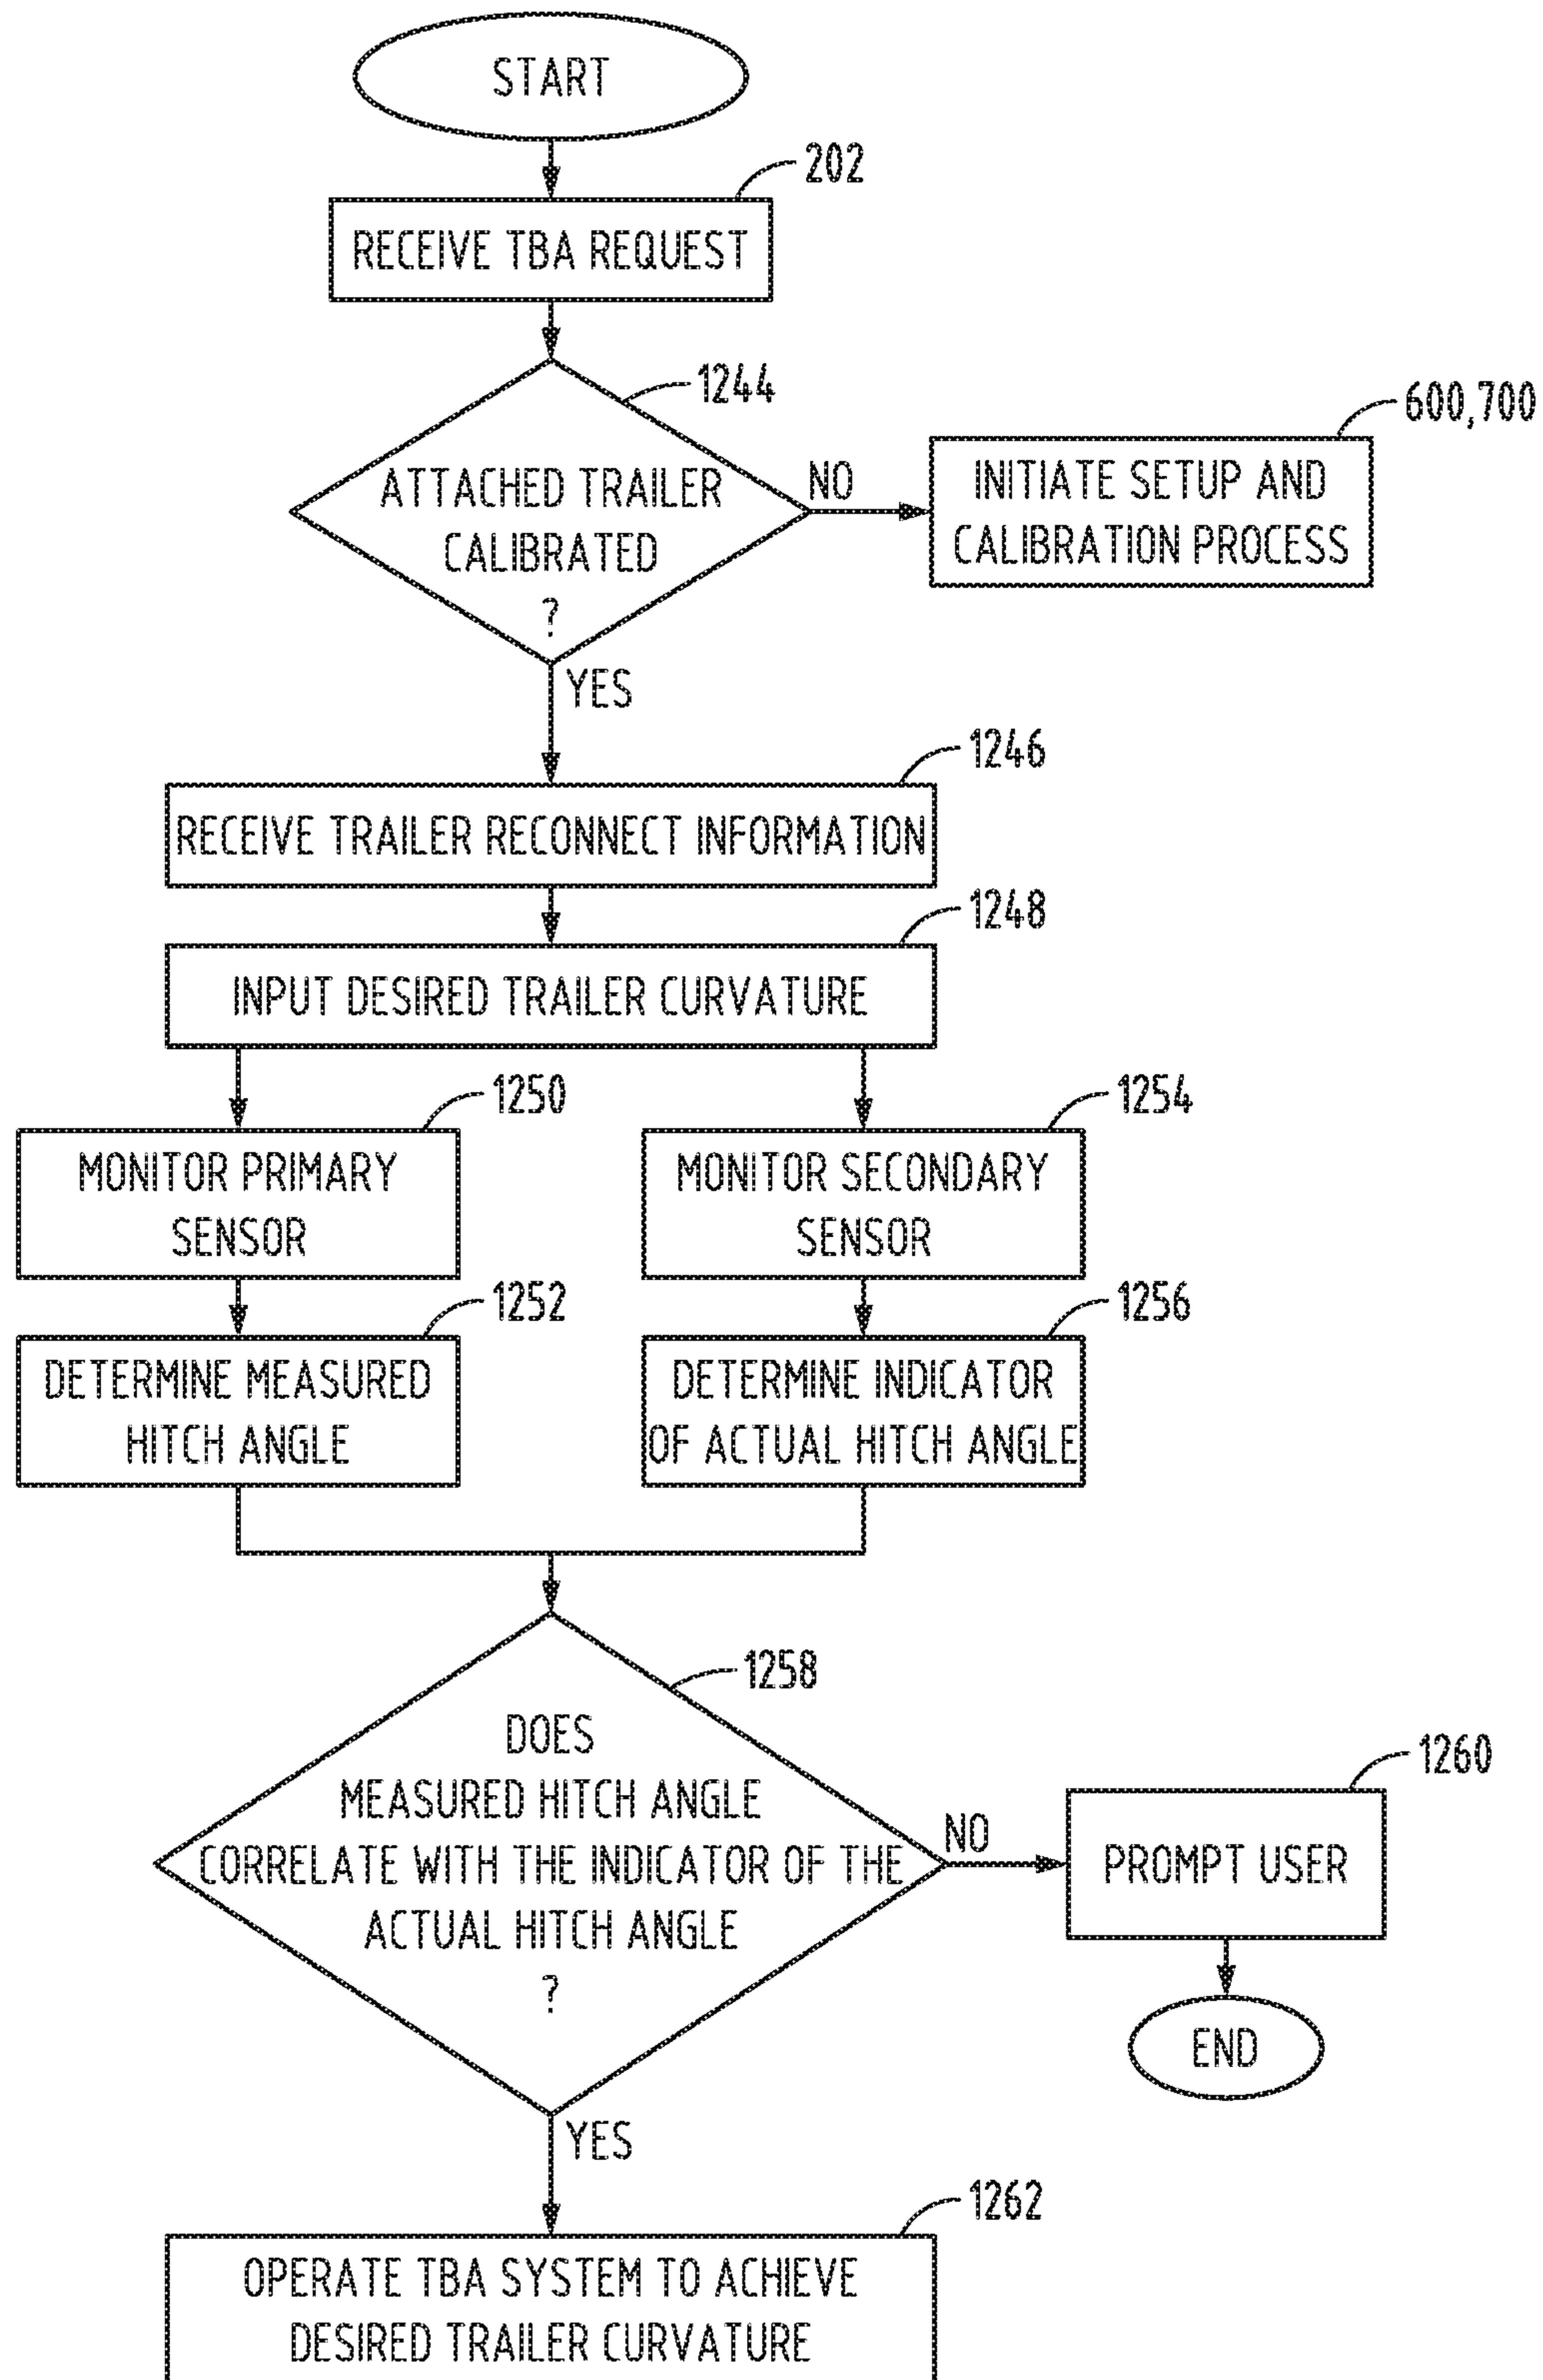 START
202
RECEIVE TBA REQUEST
1244
ATTACHED TRAILER
CALIBRATED
?
NO
600,700
INITIATE SETUP AND
CALIBRATION PROCESS
YES
1246
RECEIVE TRAILER RECONNECT INFORMATION
1248
INPUT DESIRED TRAILER CURVATURE
1250
MONITOR PRIMARY
SENSOR
1254
MONITOR SECONDARY
SENSOR
1252
DETERMINE MEASURED
HITCH ANGLE
1256
DETERMINE INDICATOR
OF ACTUAL HITCH ANGLE
1258
DOES
MEASURED HITCH ANGLE
CORRELATE WITH THE INDICATOR OF THE
ACTUAL HITCH ANGLE
?
NO
1260
PROMPT USER
END
YES
1262
OPERATE TBA SYSTEM TO ACHIEVE
DESIRED TRAILER CURVATURE